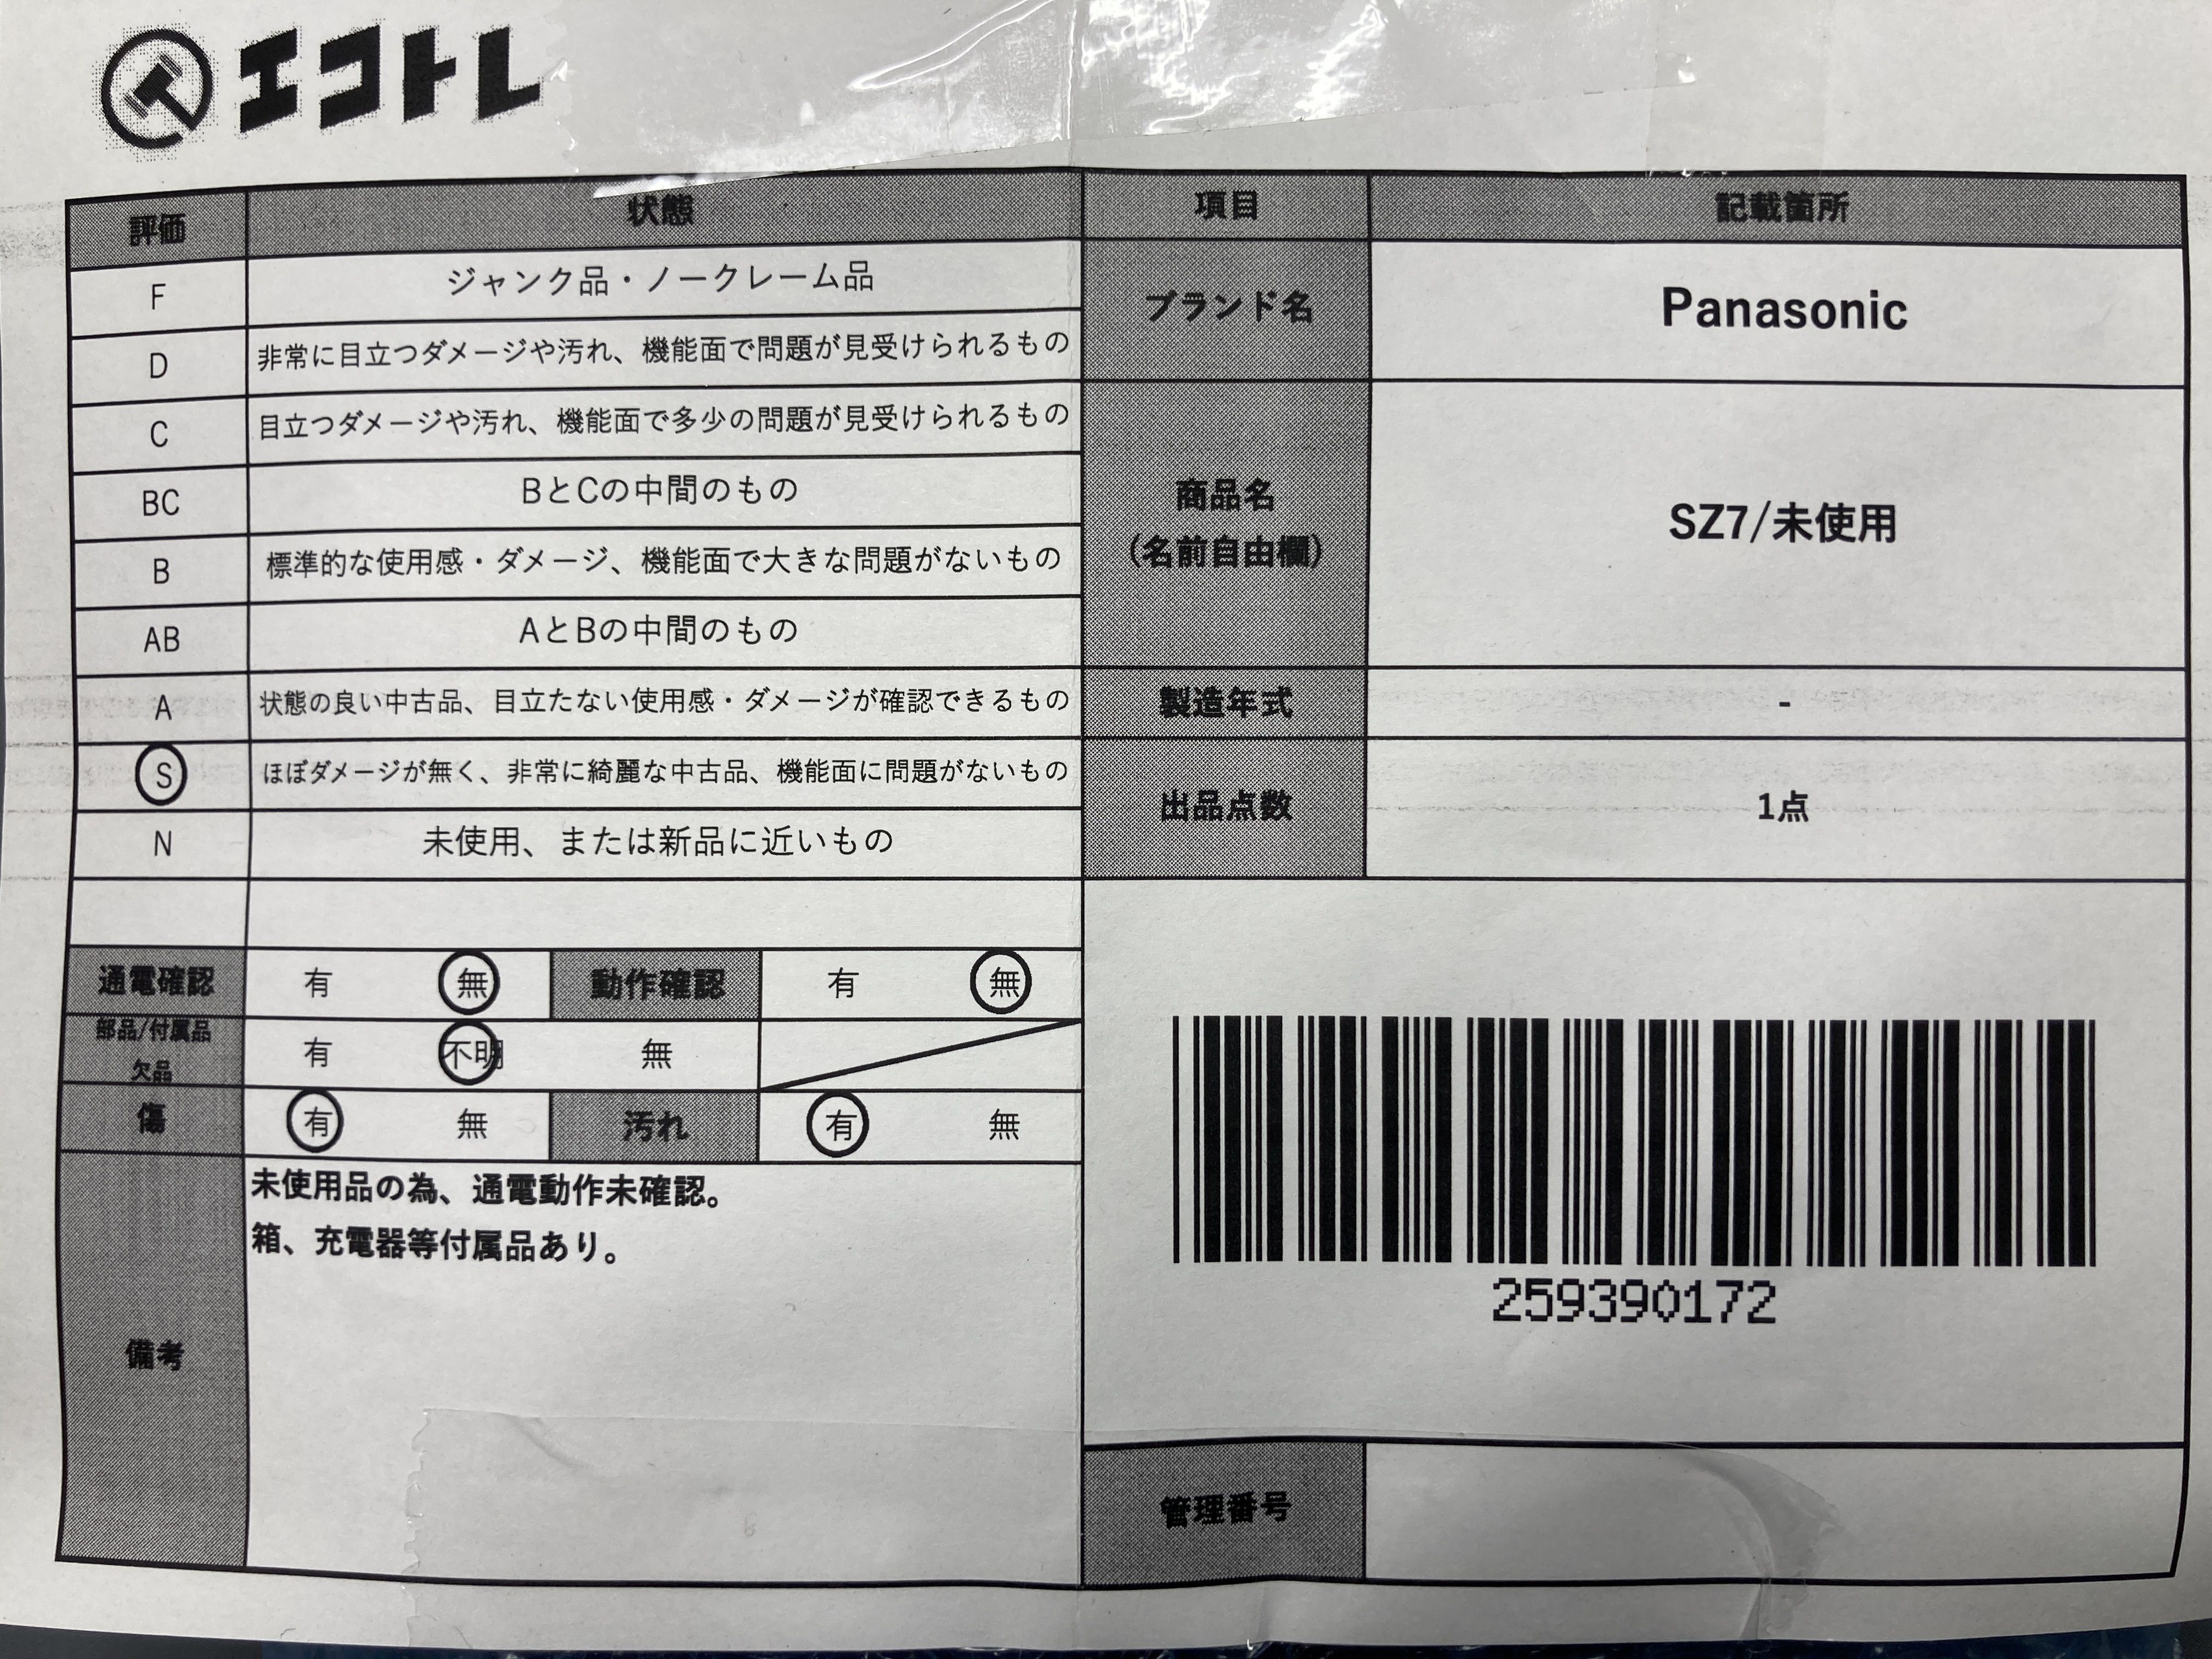 エコトレ
評価 状態
F ジャンク品・ノークレーム品
D 非常に目立つダメージや汚れ、機能面で問題が見受けられるもの
C 目立つダメージや汚れ、機能面で多少の問題が見受けられるもの
BC BとCの中間のもの
B 標準的な使用感・ダメージ、機能面で大きな問題がないもの
AB AとBの中間のもの
A 状態の良い中古品、目立たない使用感・ダメージが確認できるもの
S ほぼダメージが無く、非常に綺麗な中古品、機能面に問題がないもの
N 未使用、または新品に近いもの
通電確認 有 無 動作確認 有 無
部品/付属品
欠品
有 不明 無
傷 有 無 汚れ 有 無
備考
未使用品の為、通電動作未確認。
箱、充電器等付属品あり。
項目 記載箇所
ブランド名 Panasonic
商品名
(名前自由欄)
SZ7/未使用
製造年式 -
出品点数 1点
259390172
管理番号